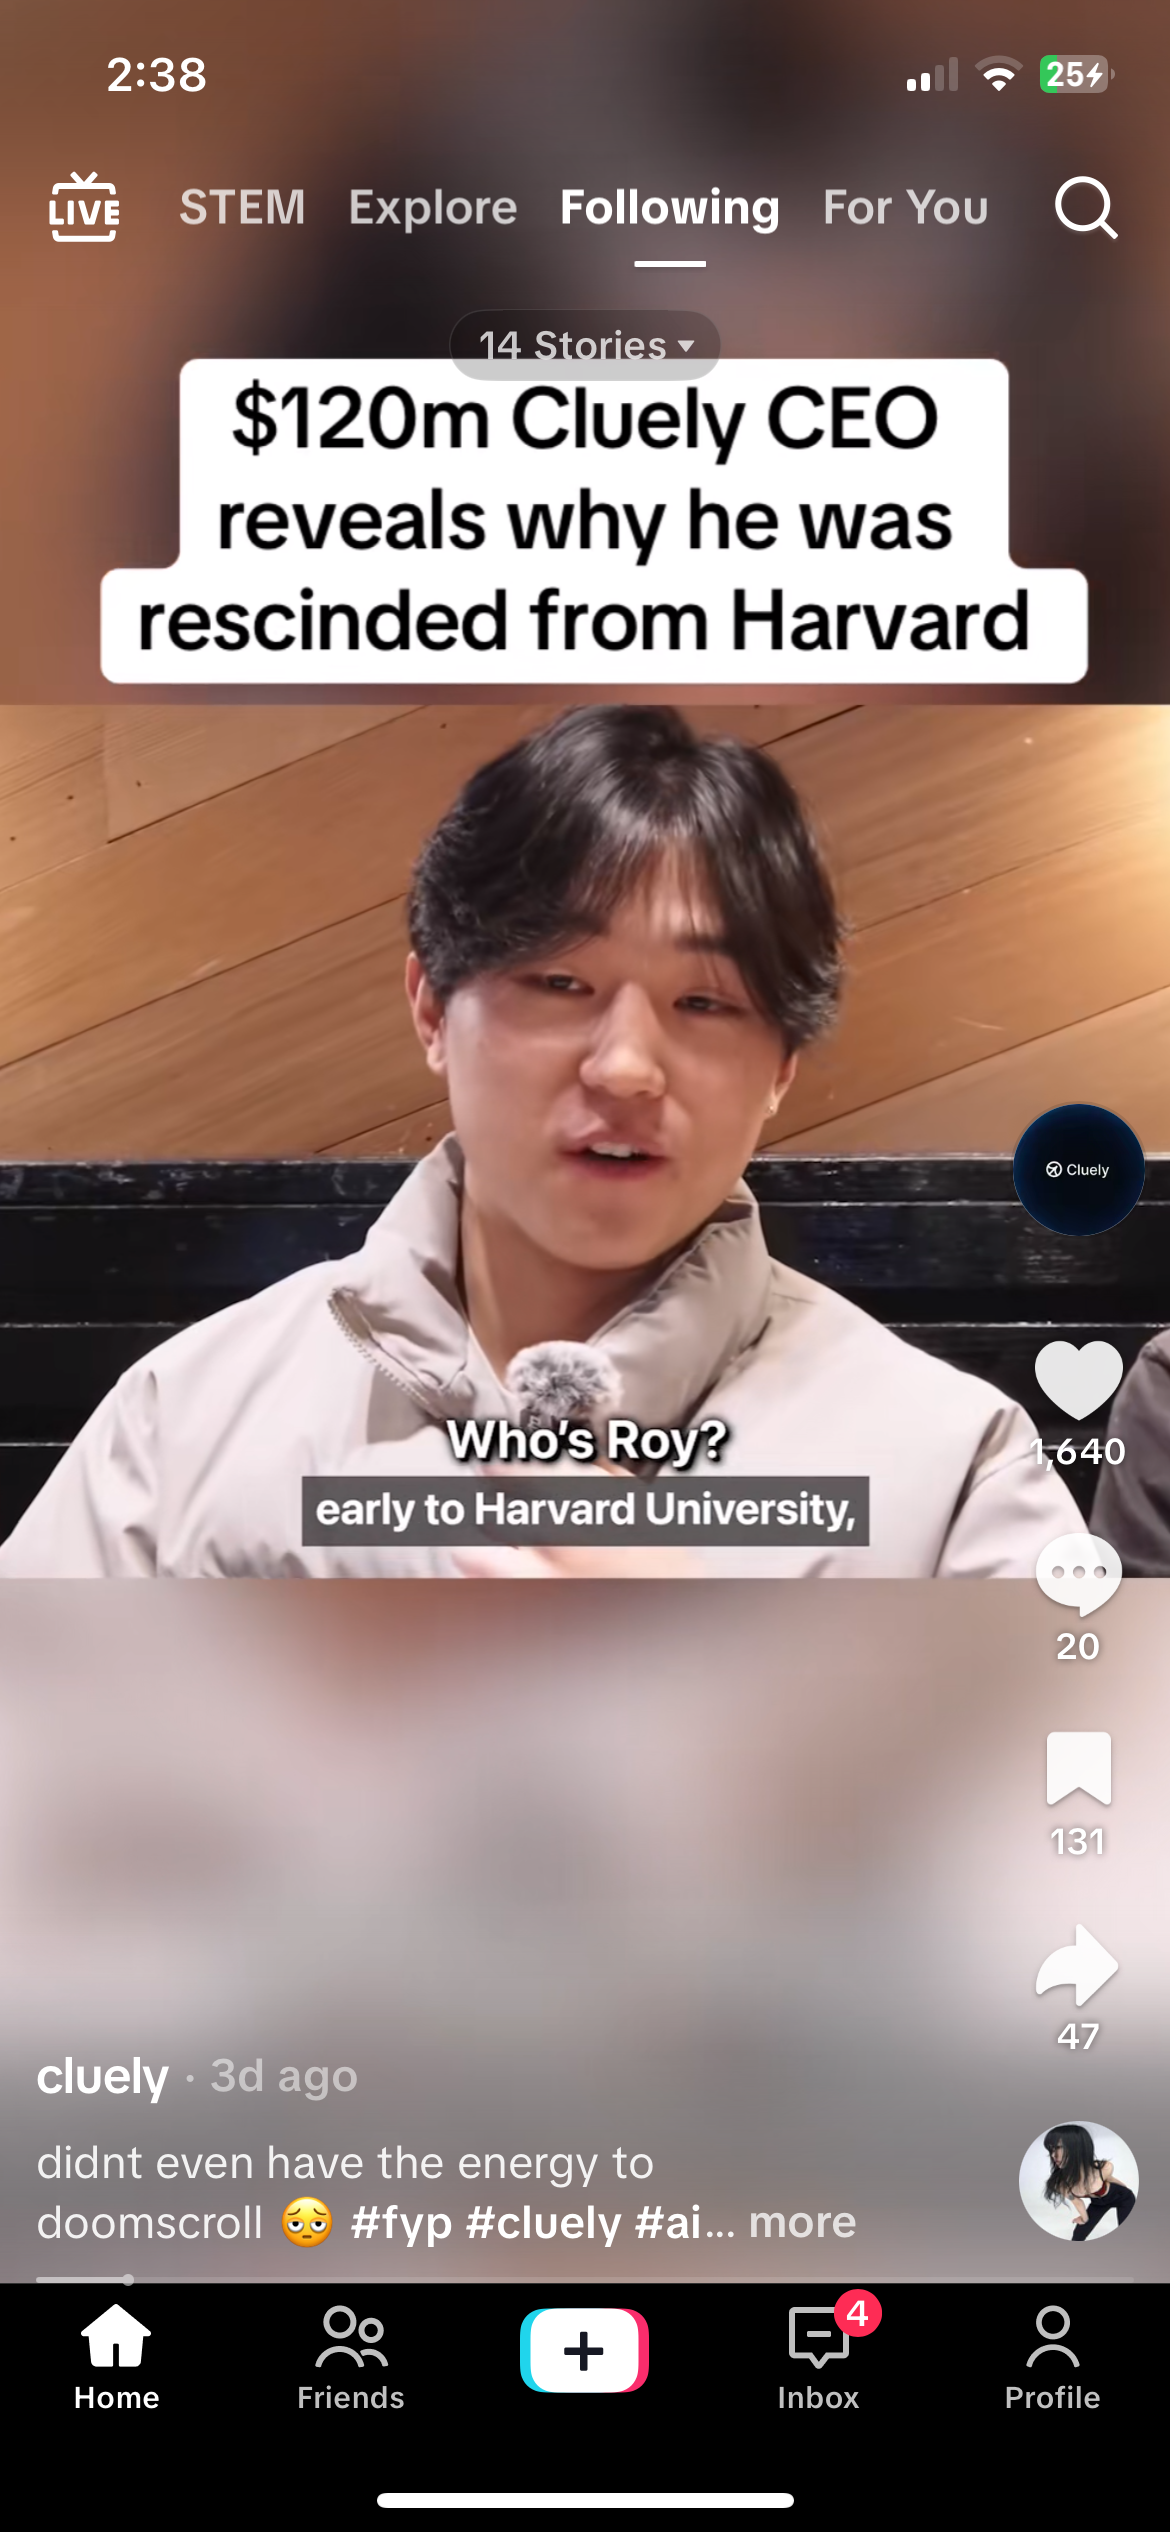 2:38
25
LIVE
STEM
Explore
Following
For You
14 Stories
$120m Cluely CEO
reveals why he was
rescinded from Harvard
Cluely
Who's Roy?
early to Harvard University,
1,640
20
131
47
cluely · 3d ago
didnt even have the energy to
doomscroll 😔 #fyp #cluely #ai... more
Home
Friends
4
Inbox
Profile